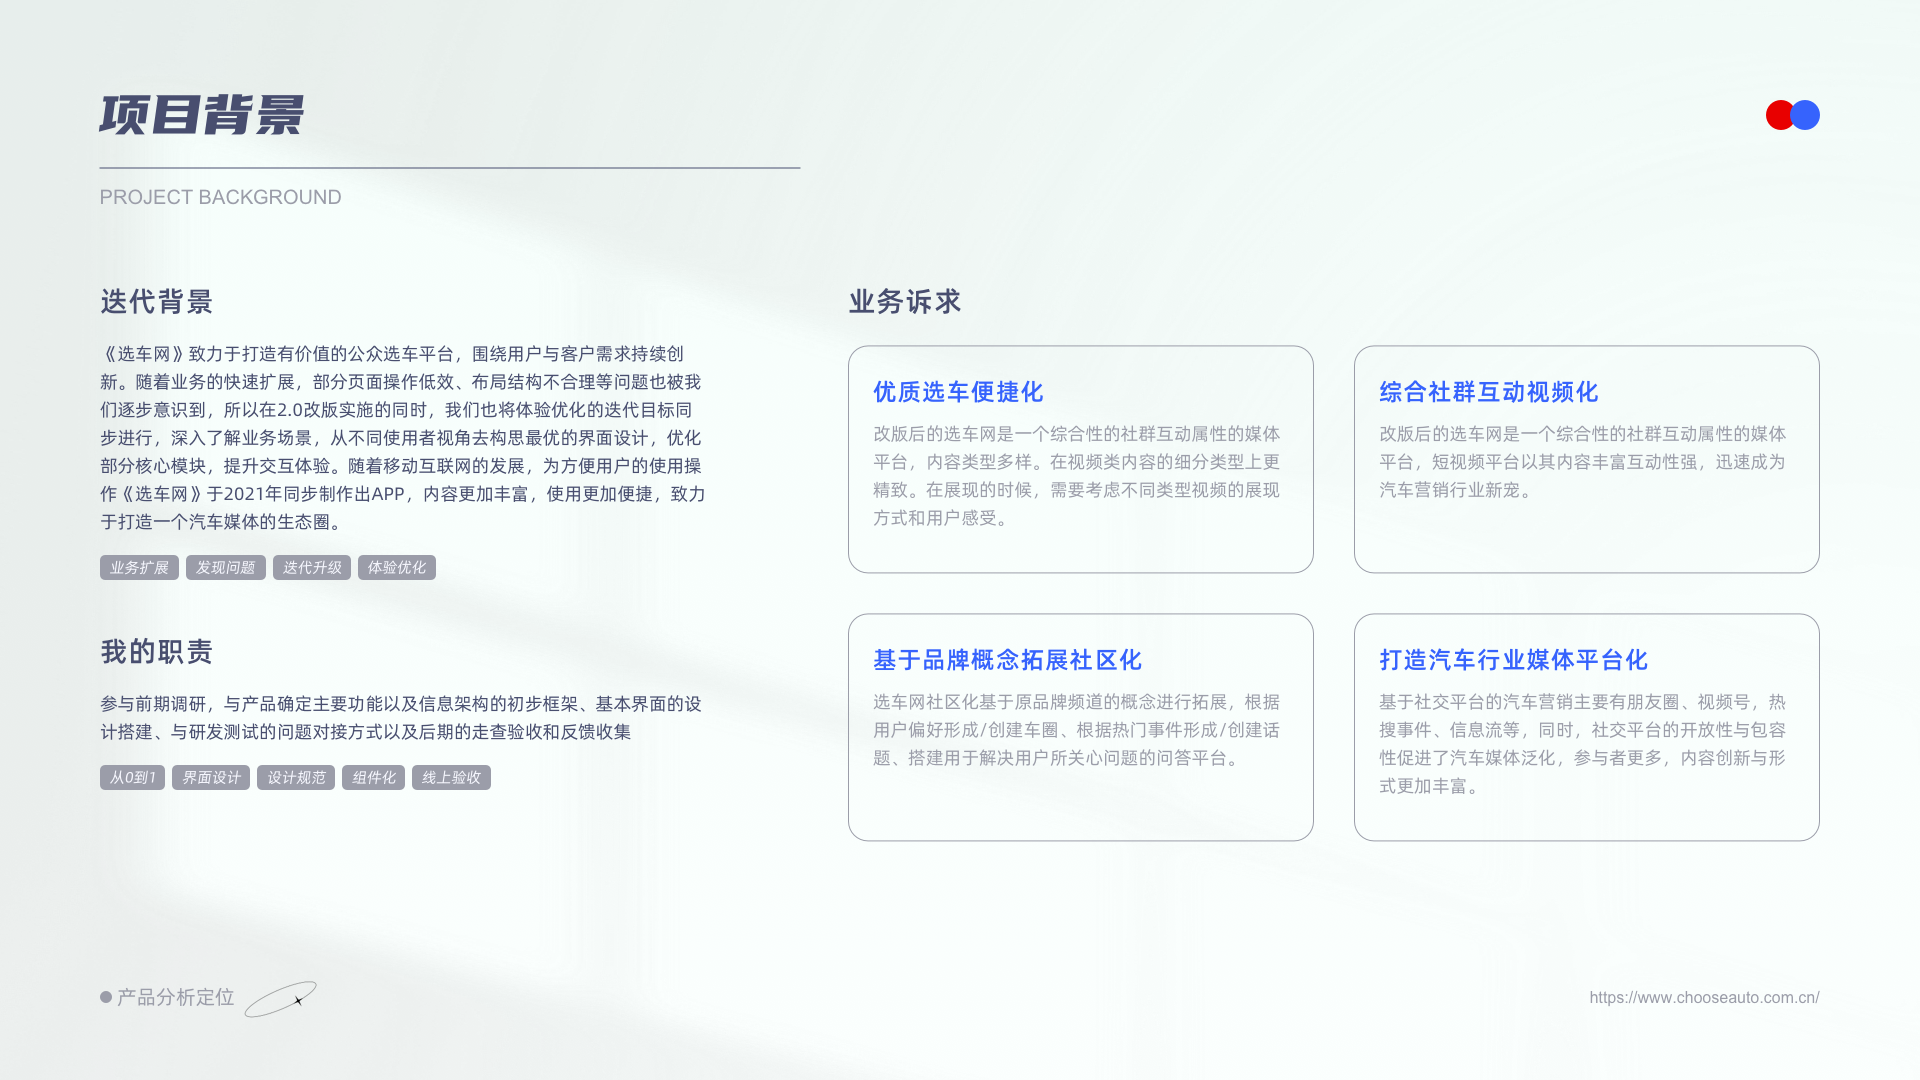 项目背景
PROJECT BACKGROUND
迭代背景
《选车网》致力于打造有价值的公众选车平台，围绕用户与客户需求持续创
新。随着业务的快速扩展，部分页面操作低效、布局结构不合理等问题也被我
们逐步意识到，所以在2.0改版实施的同时，我们也将体验优化的迭代目标同
步进行，深入了解业务场景，从不同使用者视角去构思最优的界面设计，优化
部分核心模块，提升交互体验。随着移动互联网的发展，为方便用户的使用操
作《选车网》于2021年同步制作出APP，内容更加丰富，使用更加便捷，致力
于打造一个汽车媒体的生态圈。
业务扩展 发现问题 迭代升级 体验优化
我的职责
参与前期调研，与产品确定主要功能以及信息架构的初步框架、基本界面的设
计搭建、与研发测试的问题对接方式以及后期的走查验收和反馈收集
从0到1 界面设计 设计规范 组件化 线上验收
业务诉求
优质选车便捷化
改版后的选车网是一个综合性的社群互动属性的媒体
平台，内容类型多样。在视频类内容的细分类型上更
精致。在展现的时候，需要考虑不同类型视频的展现
方式和用户感受。
综合社群互动视频化
改版后的选车网是一个综合性的社群互动属性的媒体
平台，短视频平台以其内容丰富互动性强，迅速成为
汽车营销行业新宠。
基于品牌概念拓展社区化
选车网社区化基于原品牌频道的概念进行拓展，根据
用户偏好形成/创建车圈、根据热门事件形成/创建话
题、搭建用于解决用户所关心问题的问答平台。
打造汽车行业媒体平台化
基于社交平台的汽车营销主要有朋友圈、视频号，热
搜事件、信息流等，同时，社交平台的开放性与包容
性促进了汽车媒体泛化，参与者更多，内容创新与形
式更加丰富。
产品分析定位
https://www.chooseauto.com.cn/